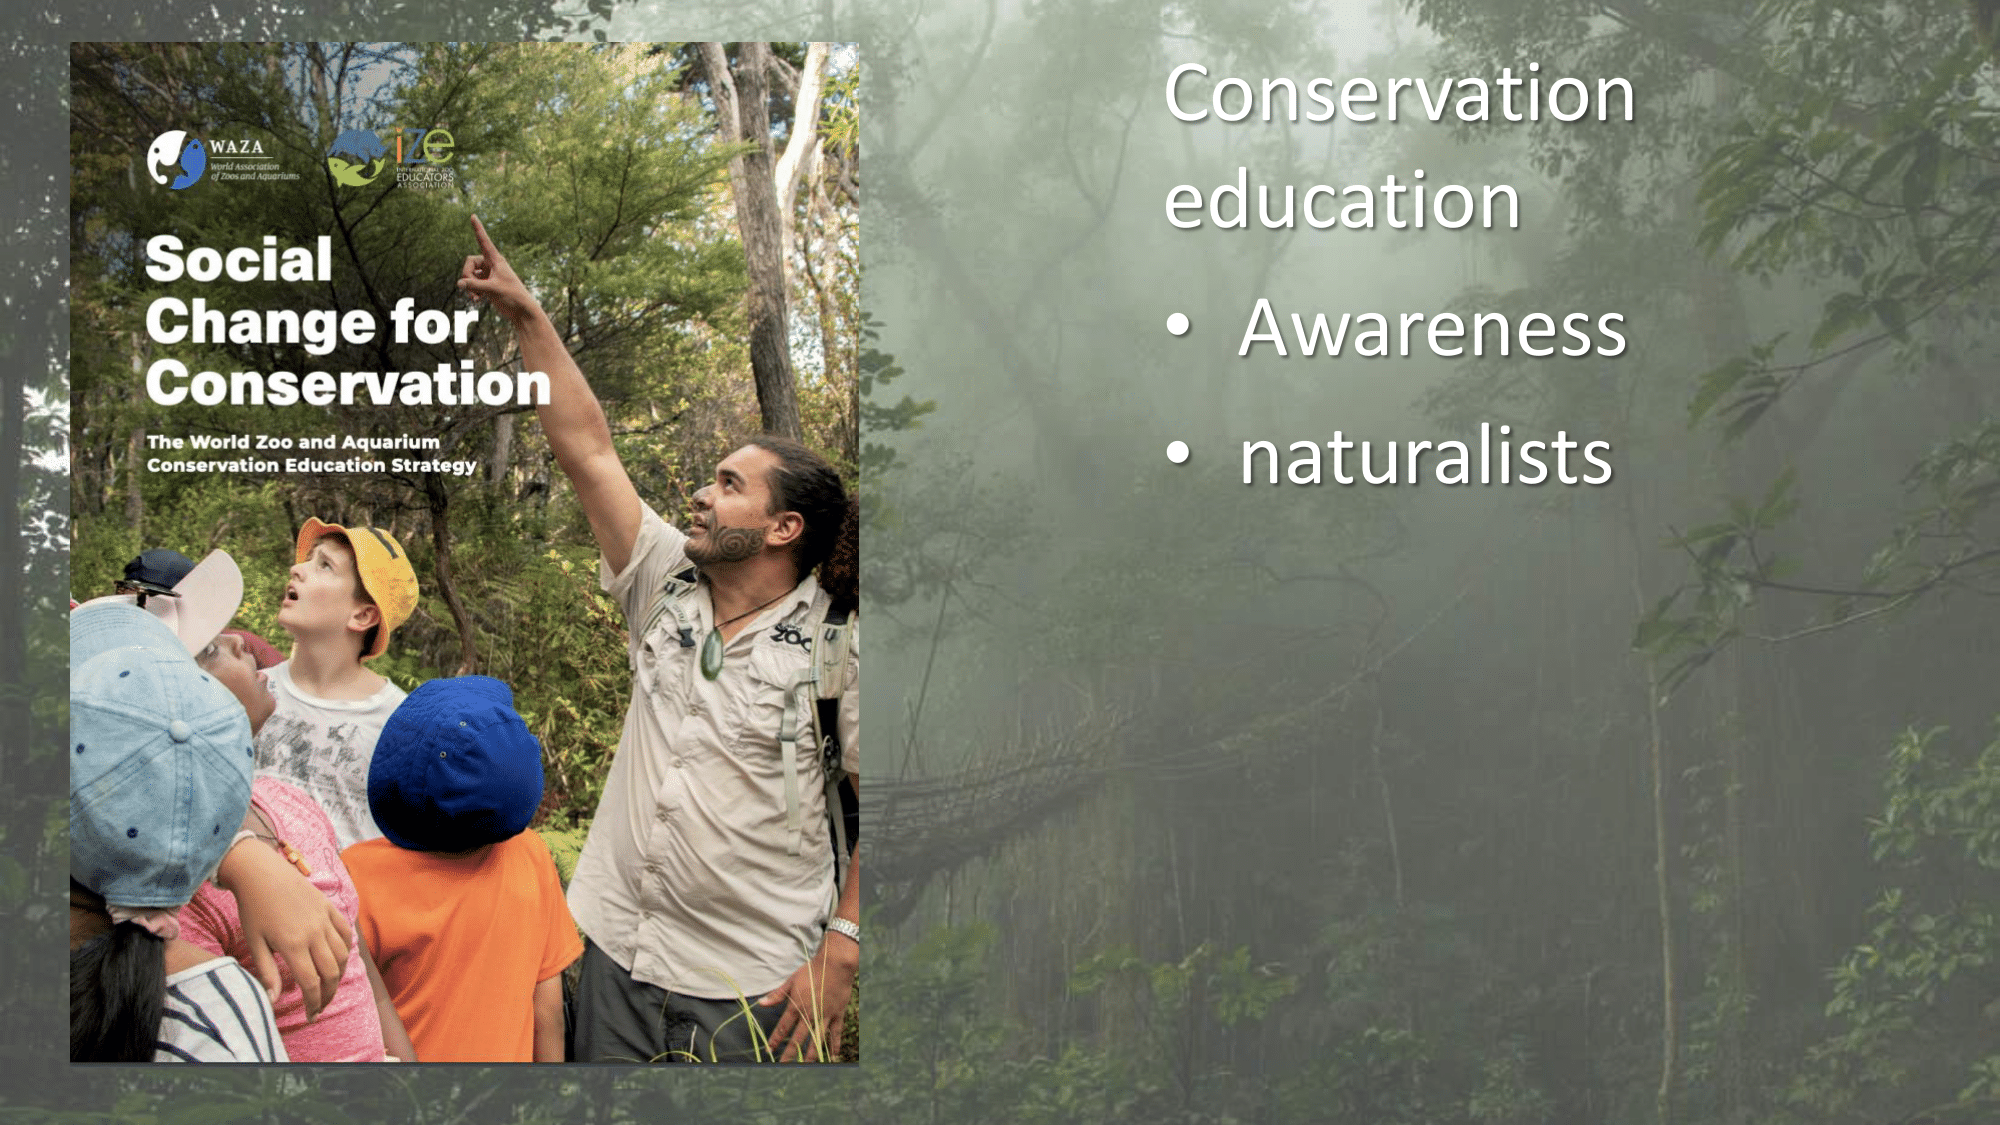 WAZA
World Association
of Zoos and Aquariums
ize
INTERNATIONAL ZOO
EDUCATORS
ASSOCIATION
Social
Change for
Conservation
The World Zoo and Aquarium
Conservation Education Strategy
ZOO
Conservation
education
• Awareness
• naturalists